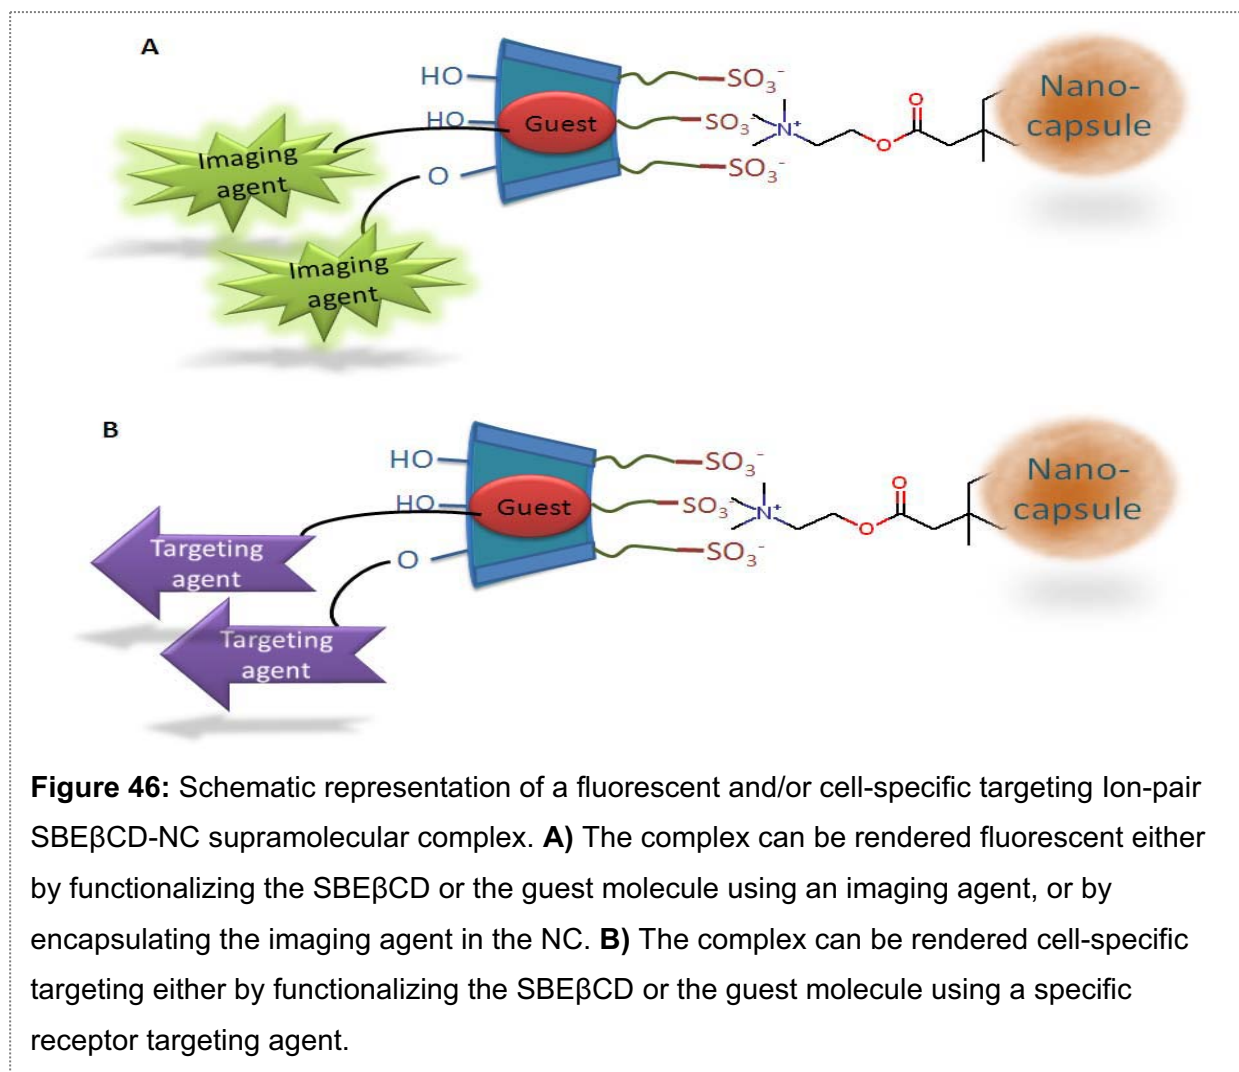 A
HO
SO3⁻
Nano-
capsule
HO
Guest
SO3⁻
N⁺
O
O
Imaging
agent
O
SO3⁻
Imaging
agent
B
HO
SO3⁻
Nano-
capsule
HO
Guest
SO3⁻
N⁺
O
O
Targeting
agent
O
SO3⁻
Targeting
agent
Figure 46: Schematic representation of a fluorescent and/or cell-specific targeting Ion-pair
SBEβCD-NC supramolecular complex. A) The complex can be rendered fluorescent either
by functionalizing the SBEβCD or the guest molecule using an imaging agent, or by
encapsulating the imaging agent in the NC. B) The complex can be rendered cell-specific
targeting either by functionalizing the SBEβCD or the guest molecule using a specific
receptor targeting agent.